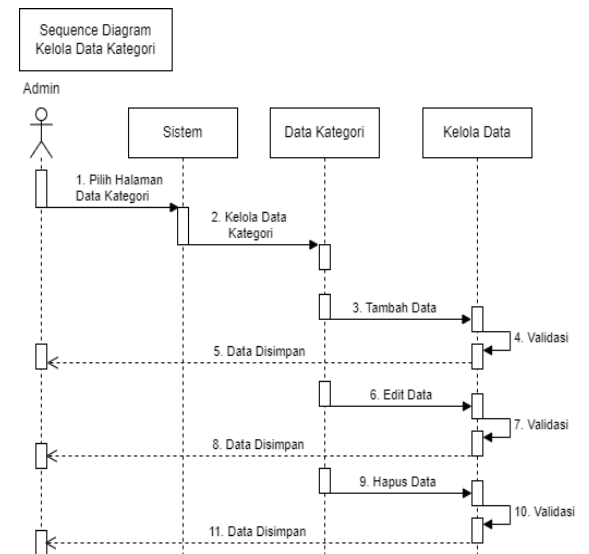 Sequence Diagram
Kelola Data Kategori
Admin
Sistem
Data Kategori
Kelola Data
1. Pilih Halaman
Data Kategori
2. Kelola Data
Kategori
3. Tambah Data
4. Validasi
5. Data Disimpan
6. Edit Data
7. Validasi
8. Data Disimpan
9. Hapus Data
10. Validasi
11. Data Disimpan